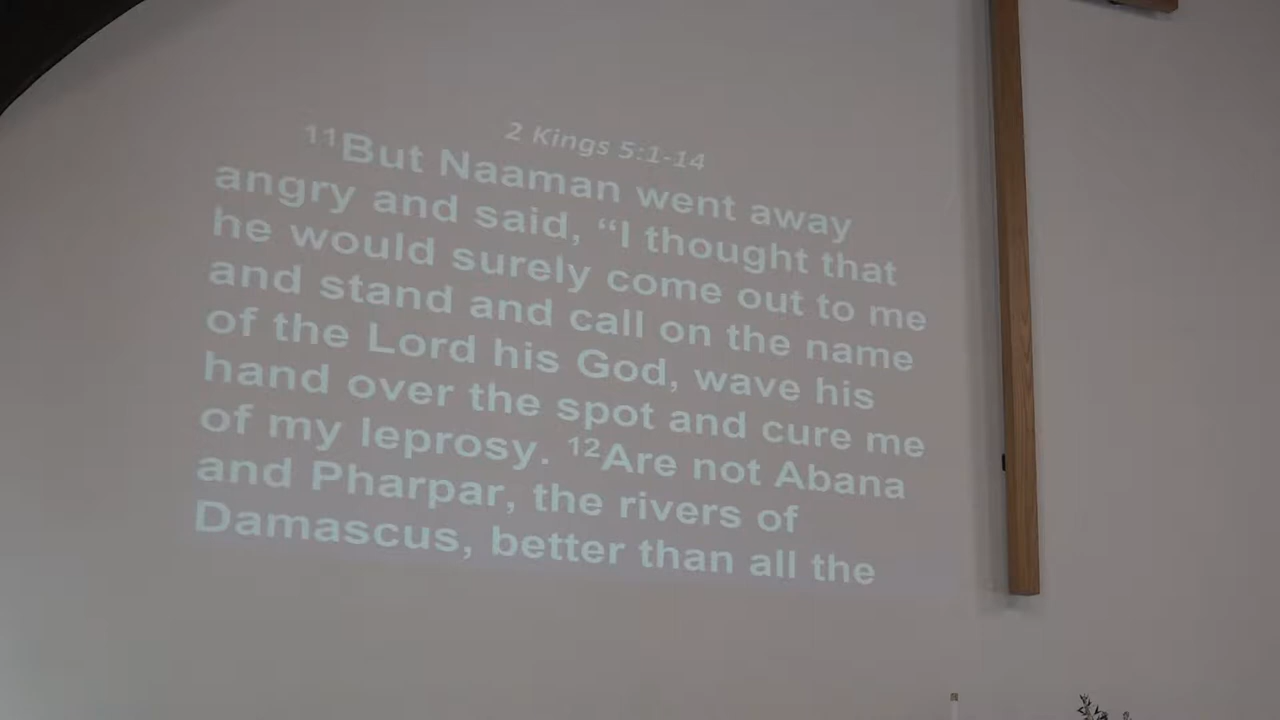 2 Kings 5:1-14
11But Naaman went away
angry and said, “I thought that
he would surely come out to me
and stand and call on the name
of the Lord his God, wave his
hand over the spot and cure me
of my leprosy. 12Are not Abana
and Pharpar, the rivers of
Damascus, better than all the